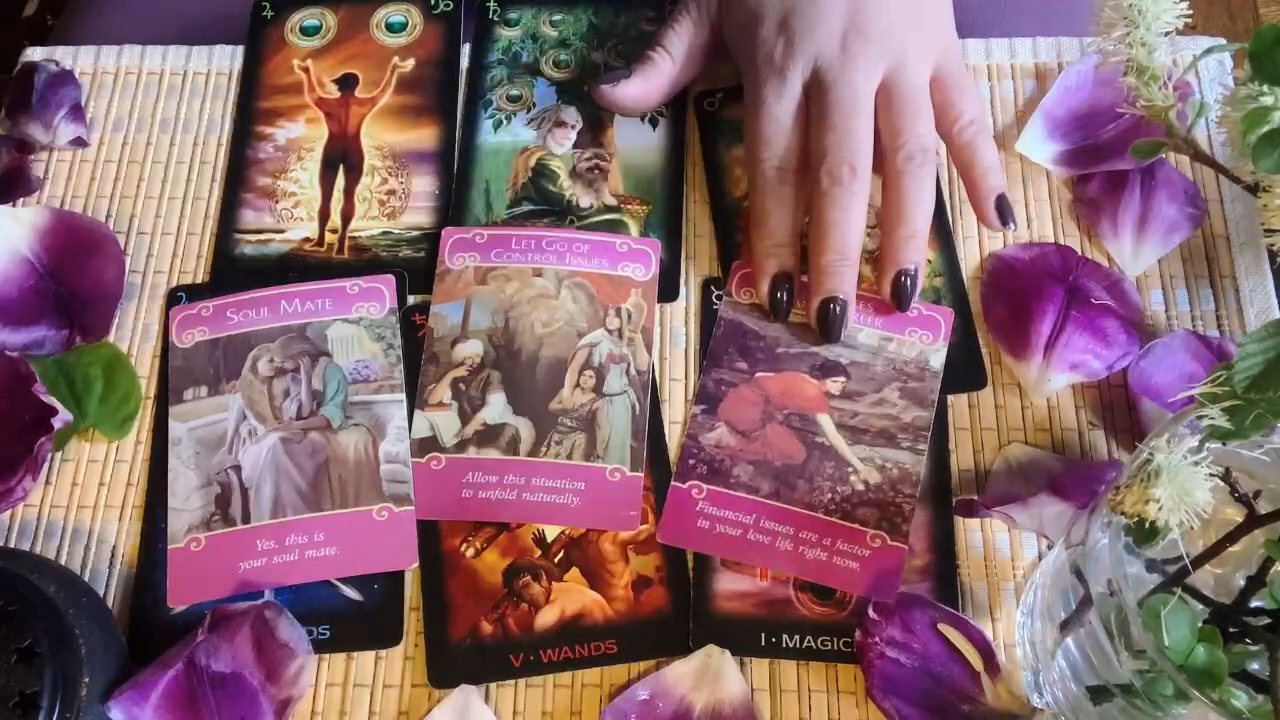 LET GO OF
CONTROL ISSUES
SOUL MATE
Allow this situation
to unfold naturally.
Yes, this is
your soul mate.
Financial issues are a factor
in your love life right now.
V · WANDS
I · MAGIC